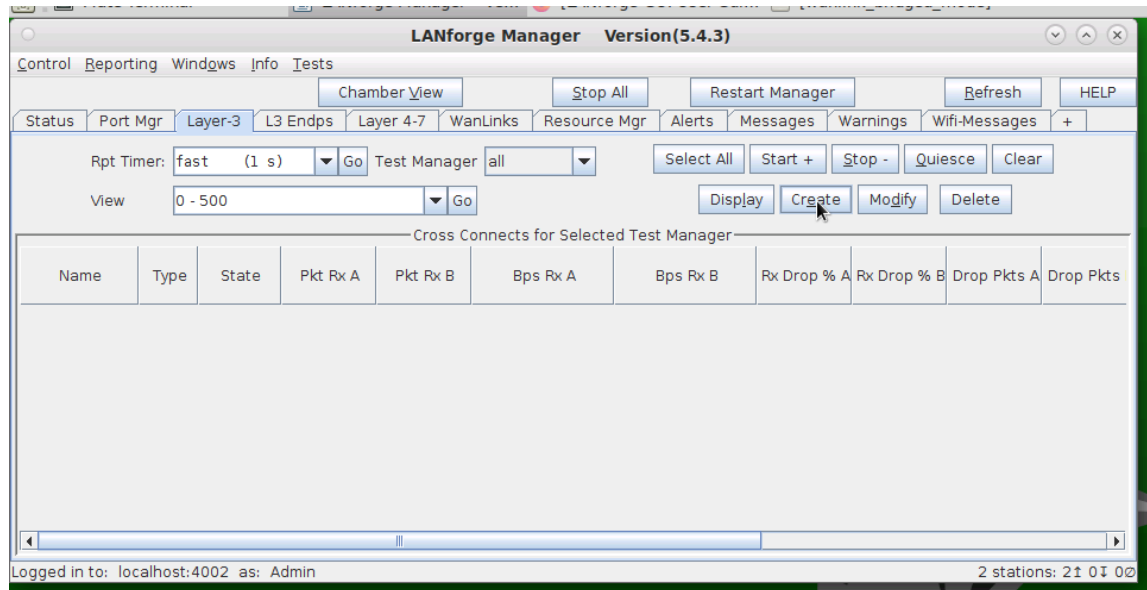 LANforge Manager Version(5.4.3)
Control Reporting Windows Info Tests
Chamber View Stop All Restart Manager Refresh HELP
Status Port Mgr Layer-3 L3 Endps Layer 4-7 WanLinks Resource Mgr Alerts Messages Warnings Wifi-Messages +
Rpt Timer: fast (1 s) Go Test Manager all Select All Start + Stop - Quiesce Clear
View 0 - 500 Go Display Create Modify Delete
Cross Connects for Selected Test Manager
Name Type State Pkt Rx A Pkt Rx B Bps Rx A Bps Rx B Rx Drop % A Rx Drop % B Drop Pkts A Drop Pkts
Logged in to: localhost:4002 as: Admin 2 stations: 2↥ 0↧ 0∅